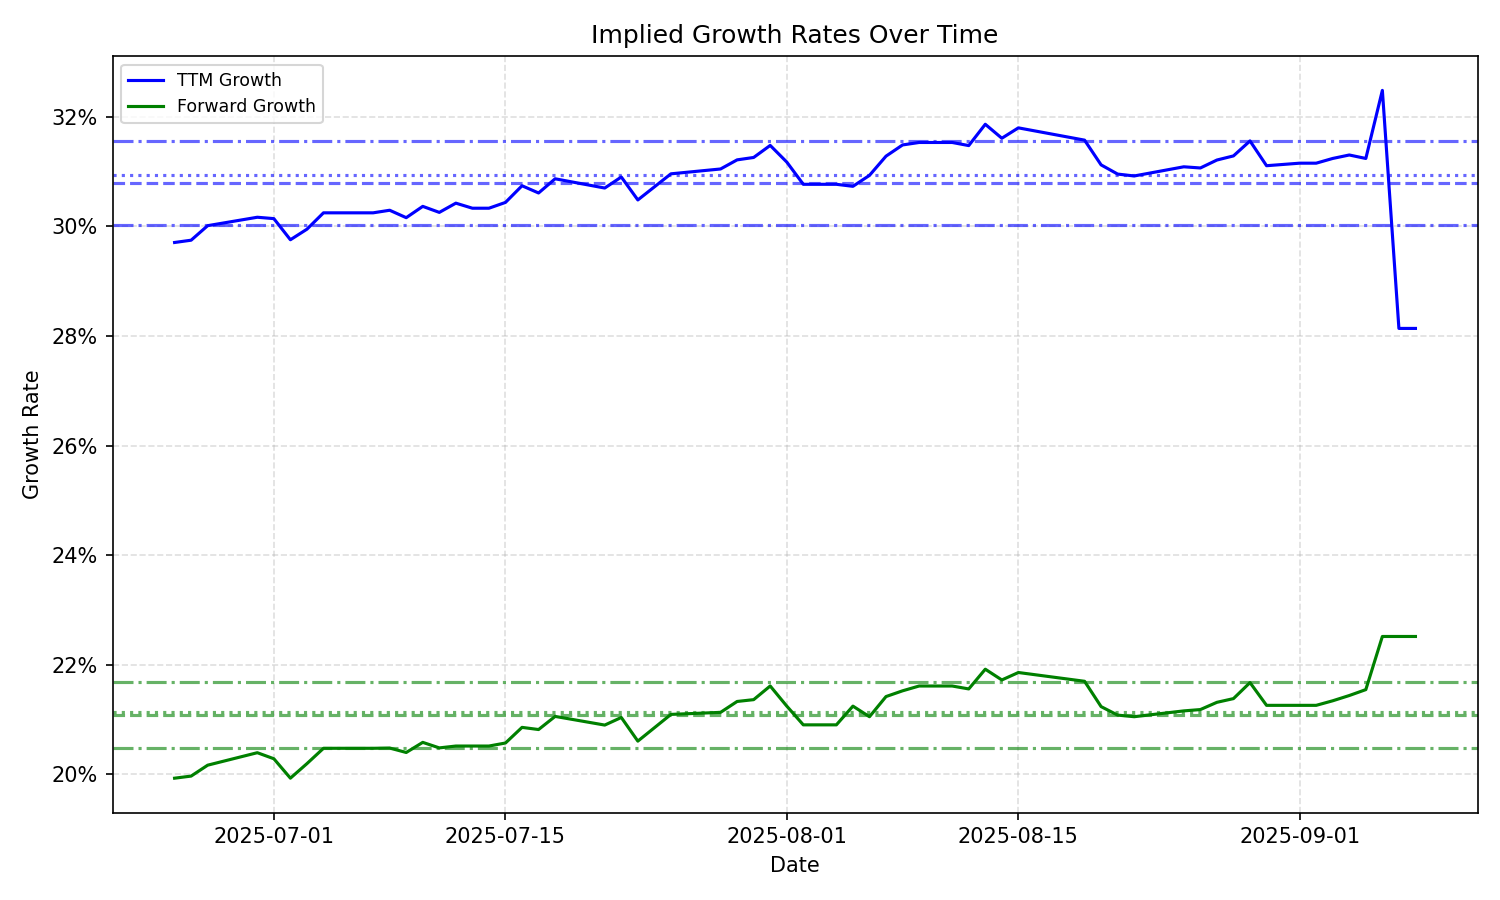 Implied Growth Rates Over Time
TTM Growth
Forward Growth
Growth Rate
32%
30%
28%
26%
24%
22%
20%
2025-07-01
2025-07-15
2025-08-01
2025-08-15
2025-09-01
Date